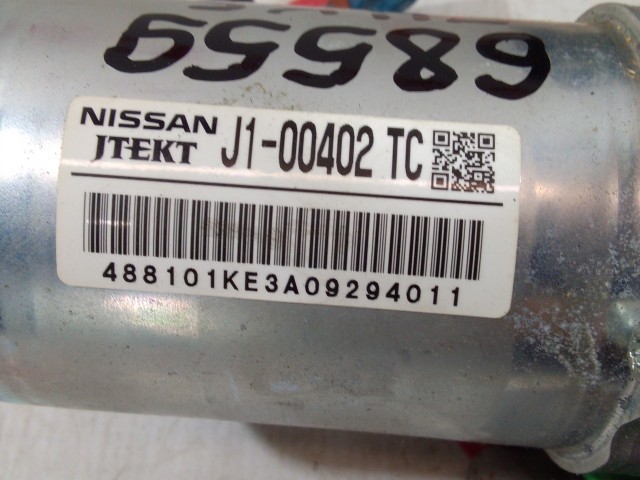 68559
NISSAN
JTEKT J1-00402 TC
488101KE3A09294011